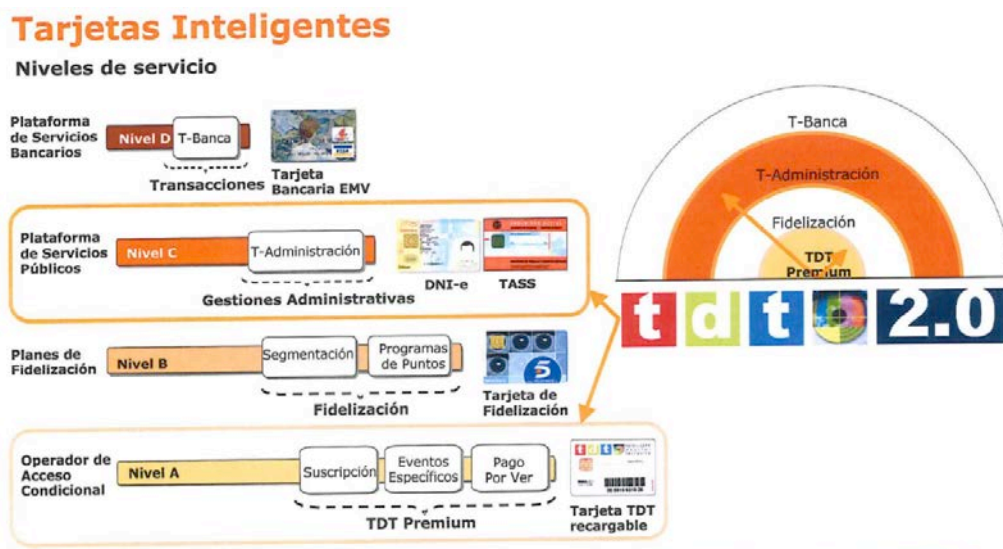 Tarjetas Inteligentes
Niveles de servicio
Plataforma
de Servicios
Bancarios
Nivel D
T-Banca
Transacciones
Tarjeta
Bancaria EMV
Plataforma
de Servicios
Públicos
Nivel C
T-Administración
Gestiones Administrativas
DNI-e
TASS
Planes de
Fidelización
Nivel B
Segmentación
Programas
de Puntos
Fidelización
5
Tarjeta de
Fidelización
Operador de
Acceso
Condicional
Nivel A
Suscripción
Eventos
Específicos
Pago
Por Ver
TDT Premium
tdt
Tarjeta TDT
recargable
T-Banca
T-Administración
Fidelización
TDT
Premium
tdt 2.0